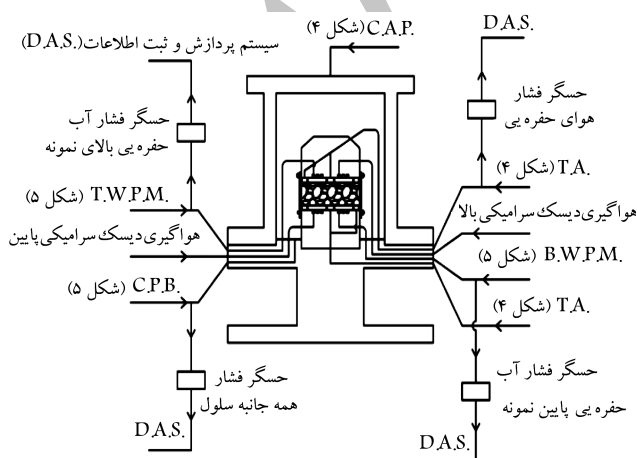 C.A.P. (شکل ۴)
D.A.S.
سیستم پردازش و ثبت اطلاعات(D.A.S.)
حسگر فشار
هوای حفره یی
حسگر فشار آب
حفره یی بالای نمونه
T.A. (شکل ۴)
T.W.P.M. (شکل ۵)
هواگیری دیسک سرامیکی بالا
هواگیری دیسک سرامیکی پایین
B.W.P.M. (شکل ۵)
C.P.B. (شکل ۵)
T.A. (شکل ۴)
حسگر فشار
همه جانبه سلول
حسگر فشار آب
حفره یی پایین نمونه
D.A.S.
D.A.S.